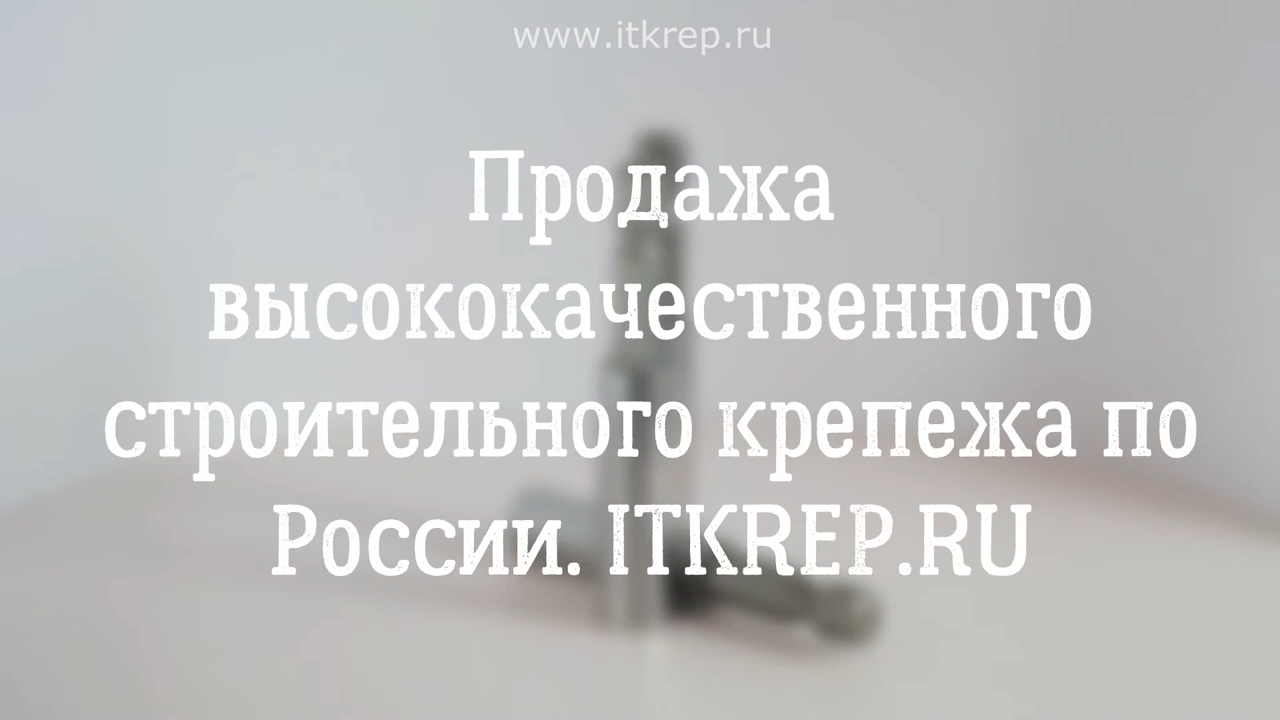 www.itkrep.ru
Продажа
высококачественного
строительного крепежа по
России. ITKREP.RU